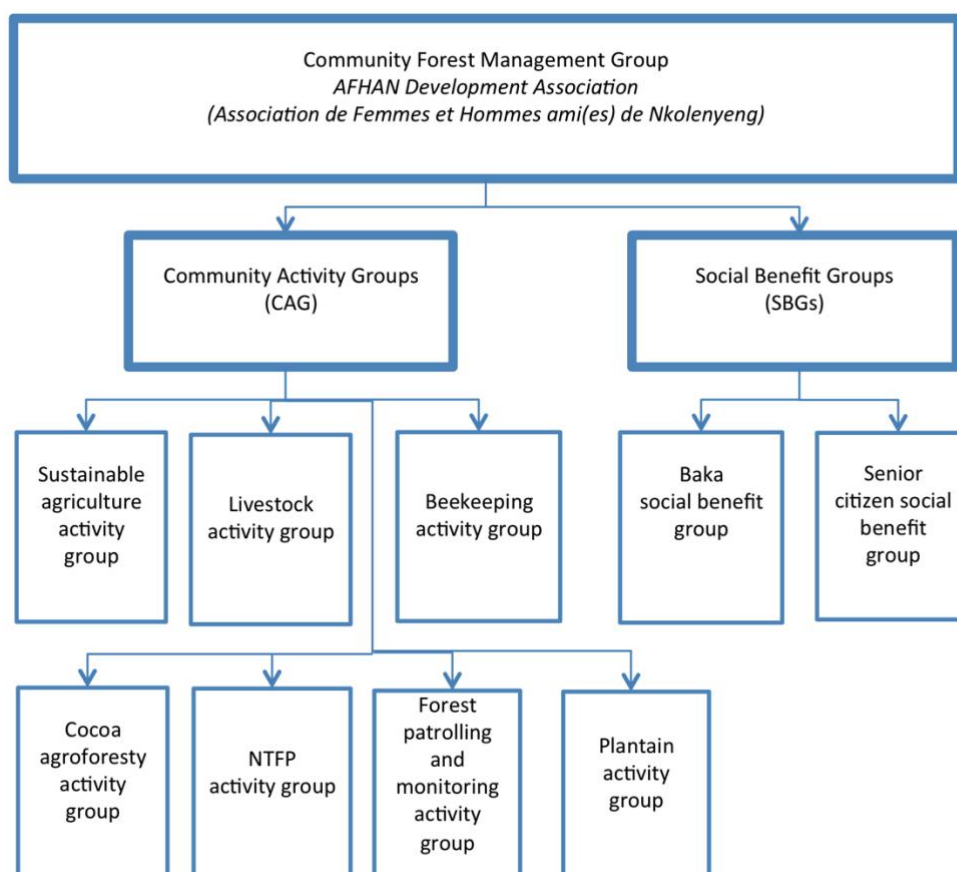 Community Forest Management Group
AFHAN Development Association
(Association de Femmes et Hommes ami(es) de Nkolenyeng)
Community Activity Groups
(CAG)
Social Benefit Groups
(SBGs)
Sustainable
agriculture
activity
group
Livestock
activity group
Beekeeping
activity group
Baka
social benefit
group
Senior
citizen social
benefit
group
Cocoa
agroforesty
activity
group
NTFP
activity group
Forest
patrolling
and
monitoring
activity
group
Plantain
activity
group